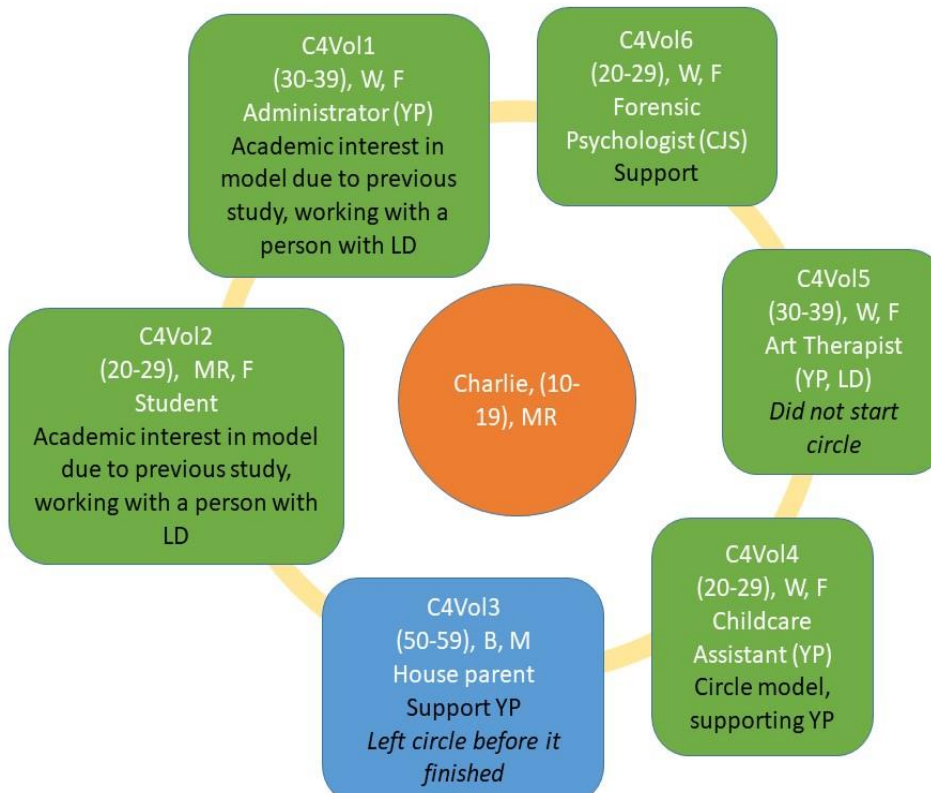 C4Vol1
(30-39), W, F
Administrator (YP)
Academic interest in
model due to previous
study, working with a
person with LD
C4Vol6
(20-29), W, F
Forensic
Psychologist (CJS)
Support
C4Vol5
(30-39), W, F
Art Therapist
(YP, LD)
Did not start
circle
C4Vol4
(20-29), W, F
Childcare
Assistant (YP)
Circle model,
supporting YP
C4Vol3
(50-59), B, M
House parent
Support YP
Left circle before it
finished
C4Vol2
(20-29), MR, F
Student
Academic interest in model
due to previous study,
working with a person with
LD
Charlie, (10-
19), MR